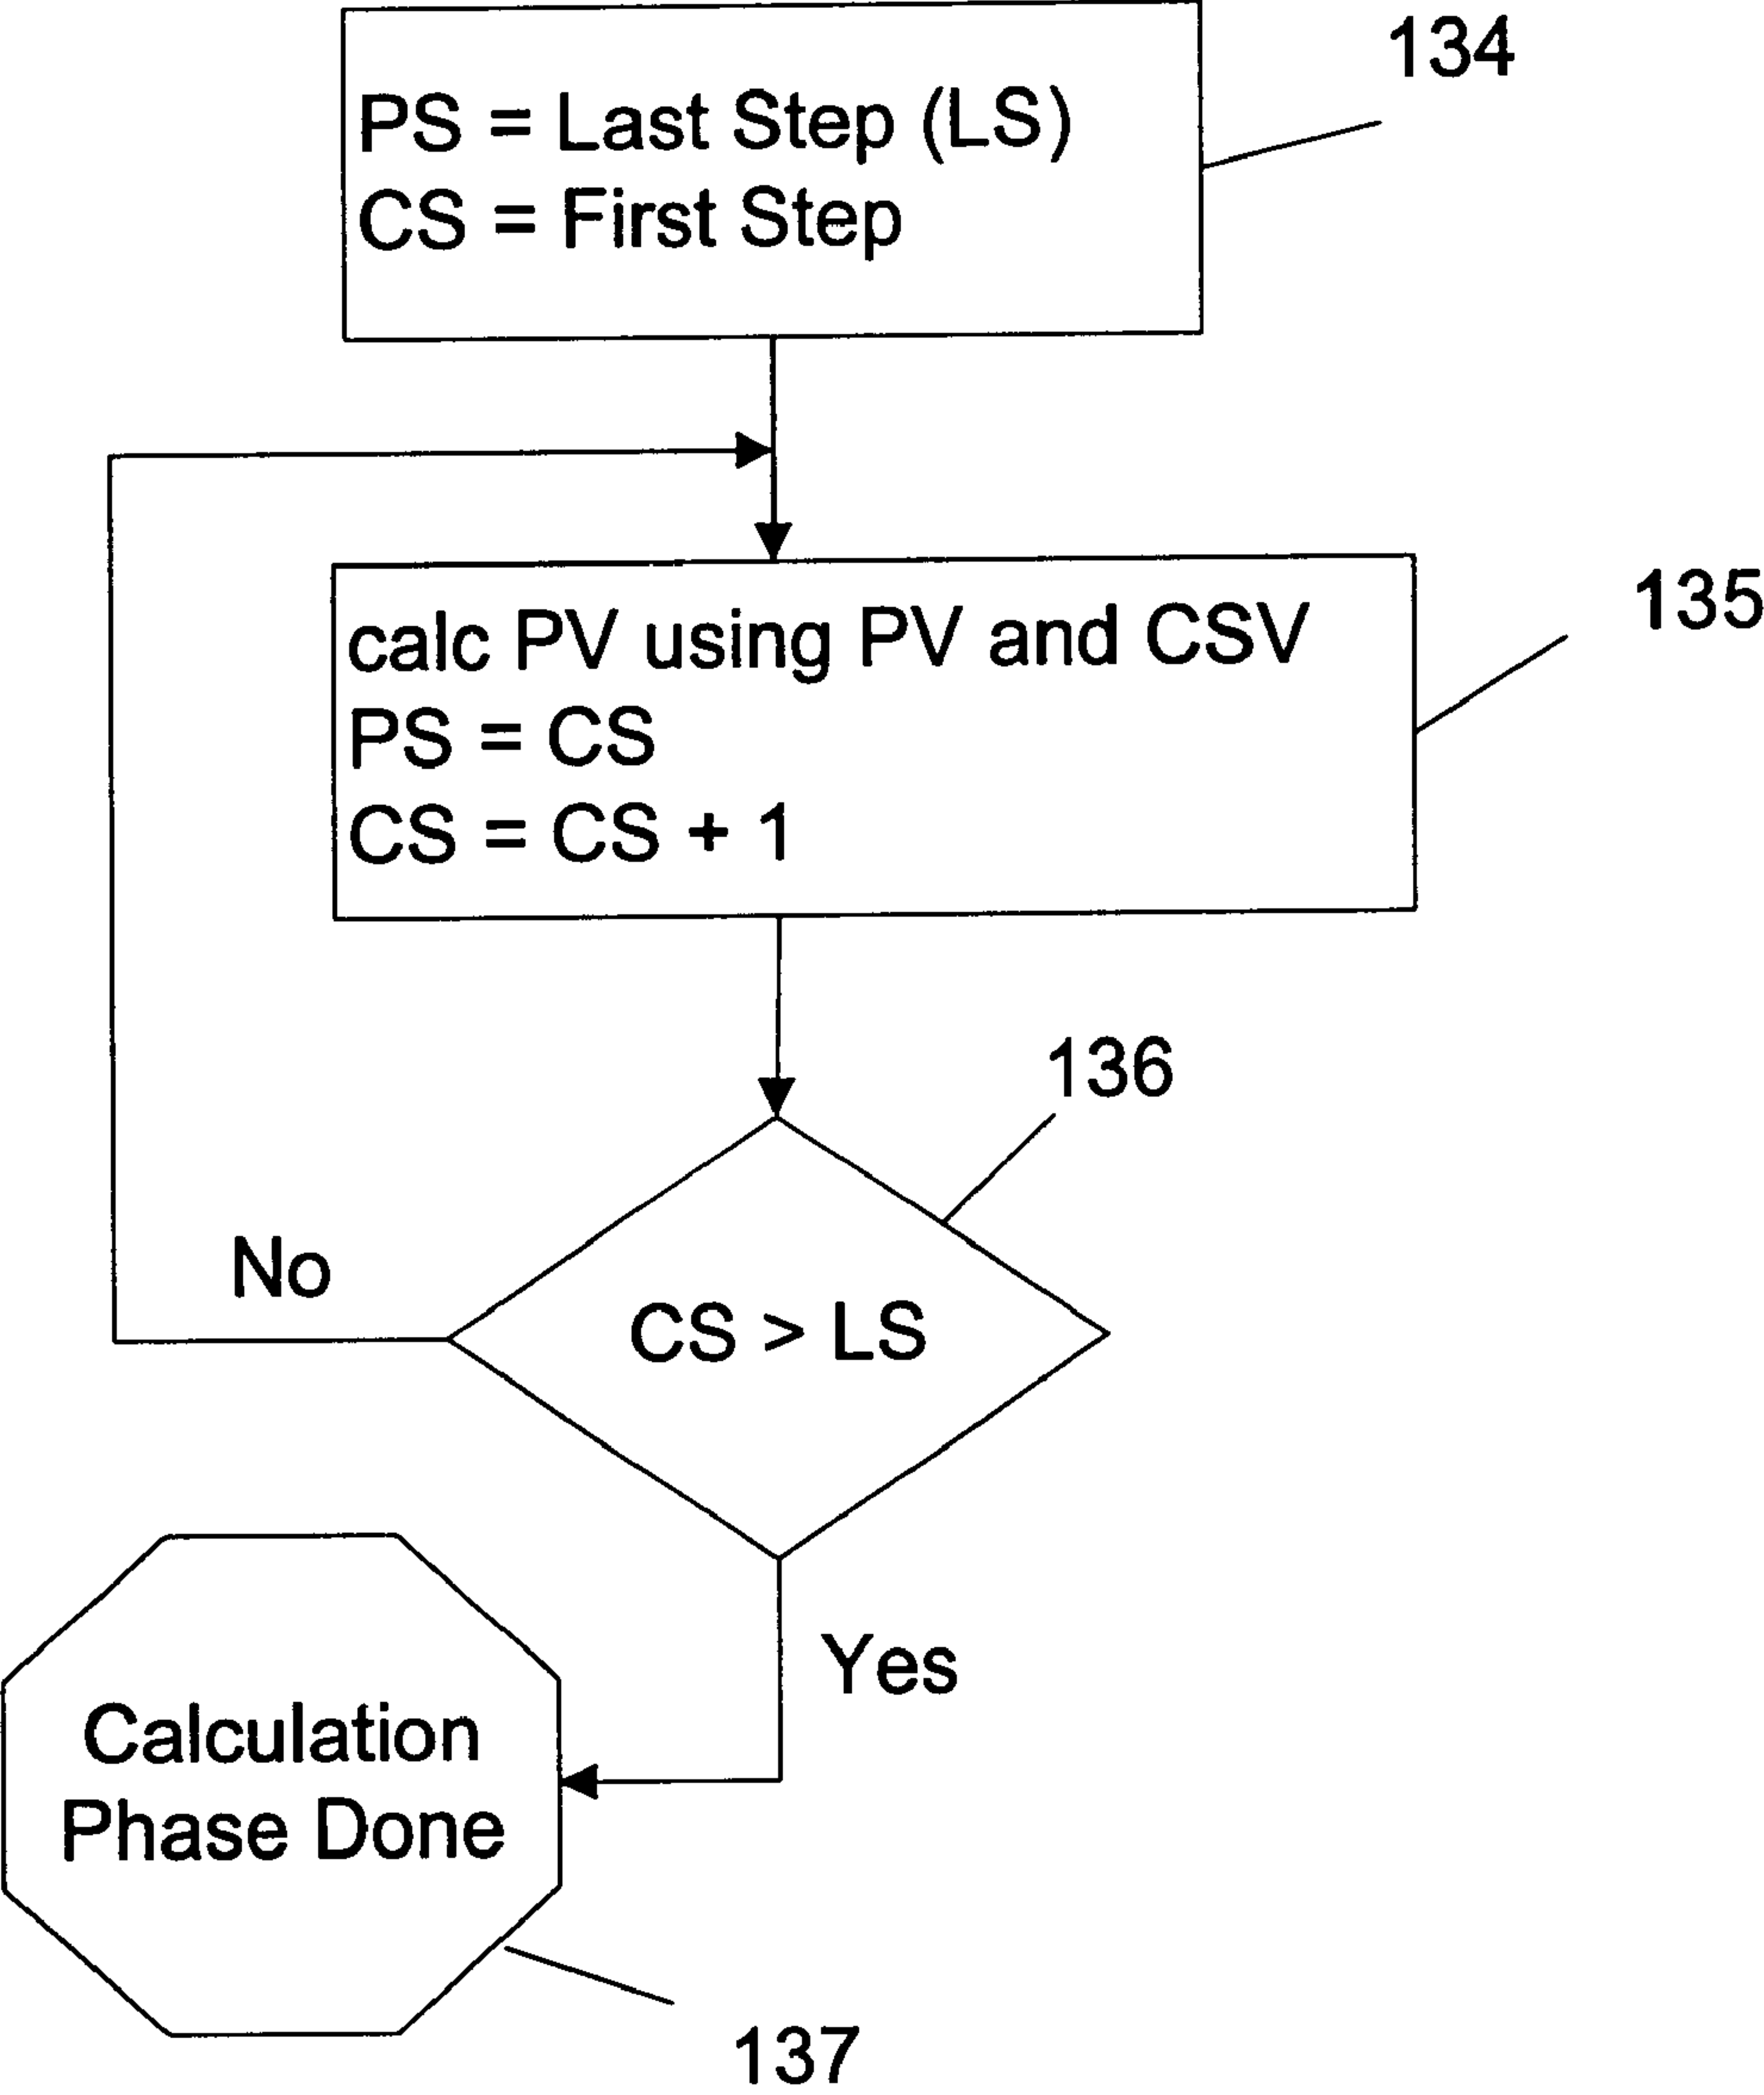 134
PS = Last Step (LS)
CS = First Step
135
calc PV using PV and CSV
PS = CS
CS = CS + 1
136
No
CS > LS
Yes
Calculation
Phase Done
137